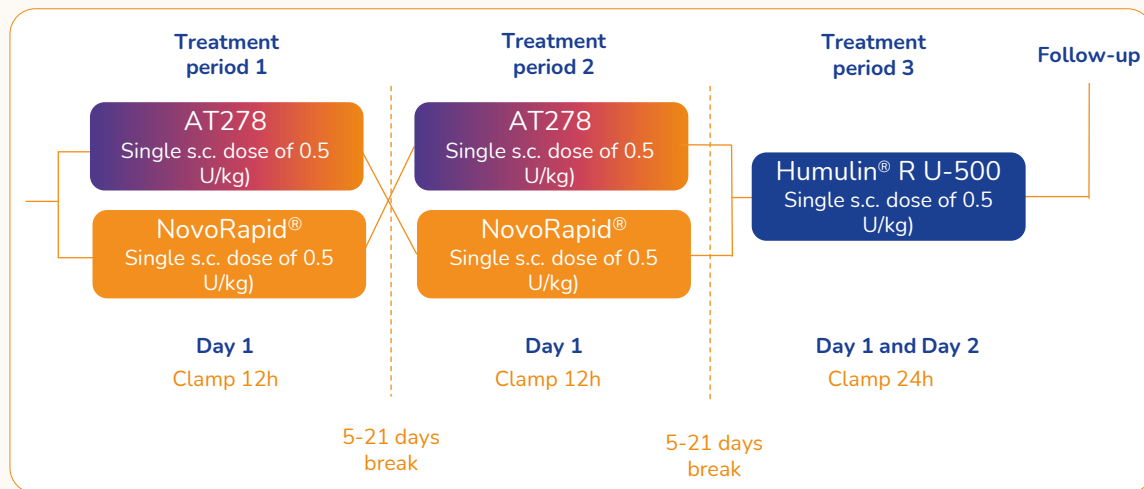 Treatment
period 1
Treatment
period 2
Treatment
period 3
Follow-up
AT278
Single s.c. dose of 0.5
U/kg)
AT278
Single s.c. dose of 0.5
U/kg)
Humulin® R U-500
Single s.c. dose of 0.5
U/kg)
NovoRapid®
Single s.c. dose of 0.5
U/kg)
NovoRapid®
Single s.c. dose of 0.5
U/kg)
Day 1
Clamp 12h
Day 1
Clamp 12h
Day 1 and Day 2
Clamp 24h
5-21 days
break
5-21 days
break